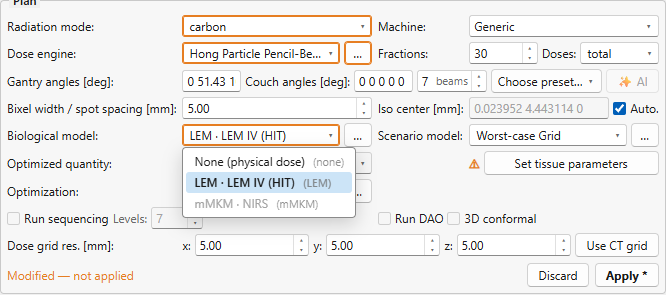 Plan
Radiation mode: carbon Machine: Generic
Dose engine: Hong Particle Pencil-Be... ... Fractions: 30 Doses: total
Gantry angles [deg]: 0 51.43 1 Couch angles [deg]: 0 0 0 0 0 7 beams Choose preset... AI
Bixel width / spot spacing [mm]: 5.00 Iso center [mm]: 0.023952 4.443114 0 Auto.
Biological model: LEM · LEM IV (HIT) ... Scenario model: Worst-case Grid ...
Optimized quantity: None (physical dose) (none) Set tissue parameters
LEM · LEM IV (HIT) (LEM)
Optimization: mMKM · NIRS (mMKM) ...
Run sequencing Levels: 7 Run DAO 3D conformal
Dose grid res. [mm]: x: 5.00 y: 5.00 z: 5.00 Use CT grid
Modified — not applied Discard Apply *